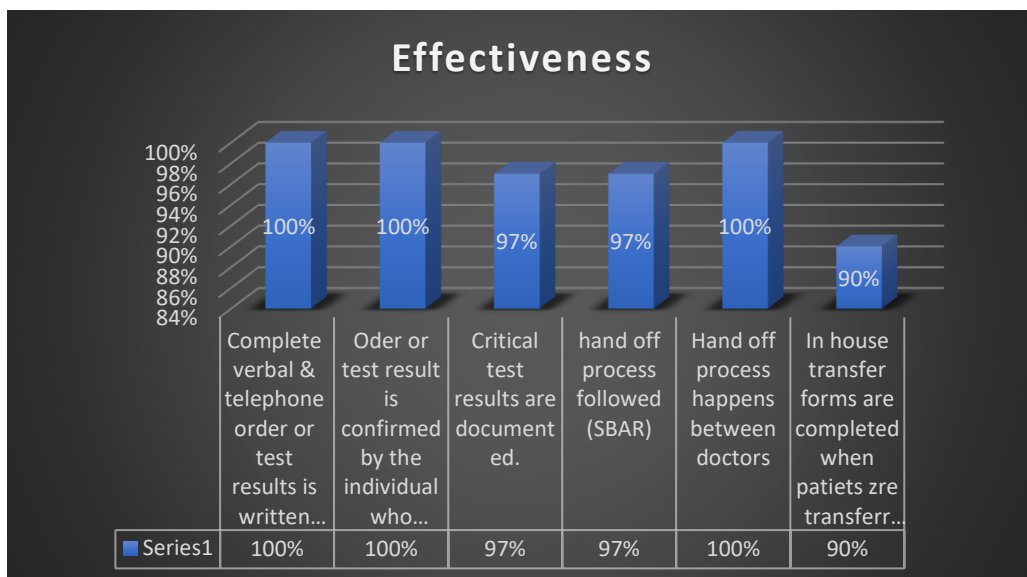 Effectiveness
100%
98%
96%
94%
92%
90%
88%
86%
84%
100%
100%
97%
97%
100%
90%
Complete
verbal &
telephone
order or
test
results is
written...
Oder or
test result
is
confirmed
by the
individual
who...
Critical
test
results are
document
ed.
hand off
process
followed
(SBAR)
Hand off
process
happens
between
doctors
In house
transfer
forms are
completed
when
patiets zre
transferr...
Series1 100% 100% 97% 97% 100% 90%